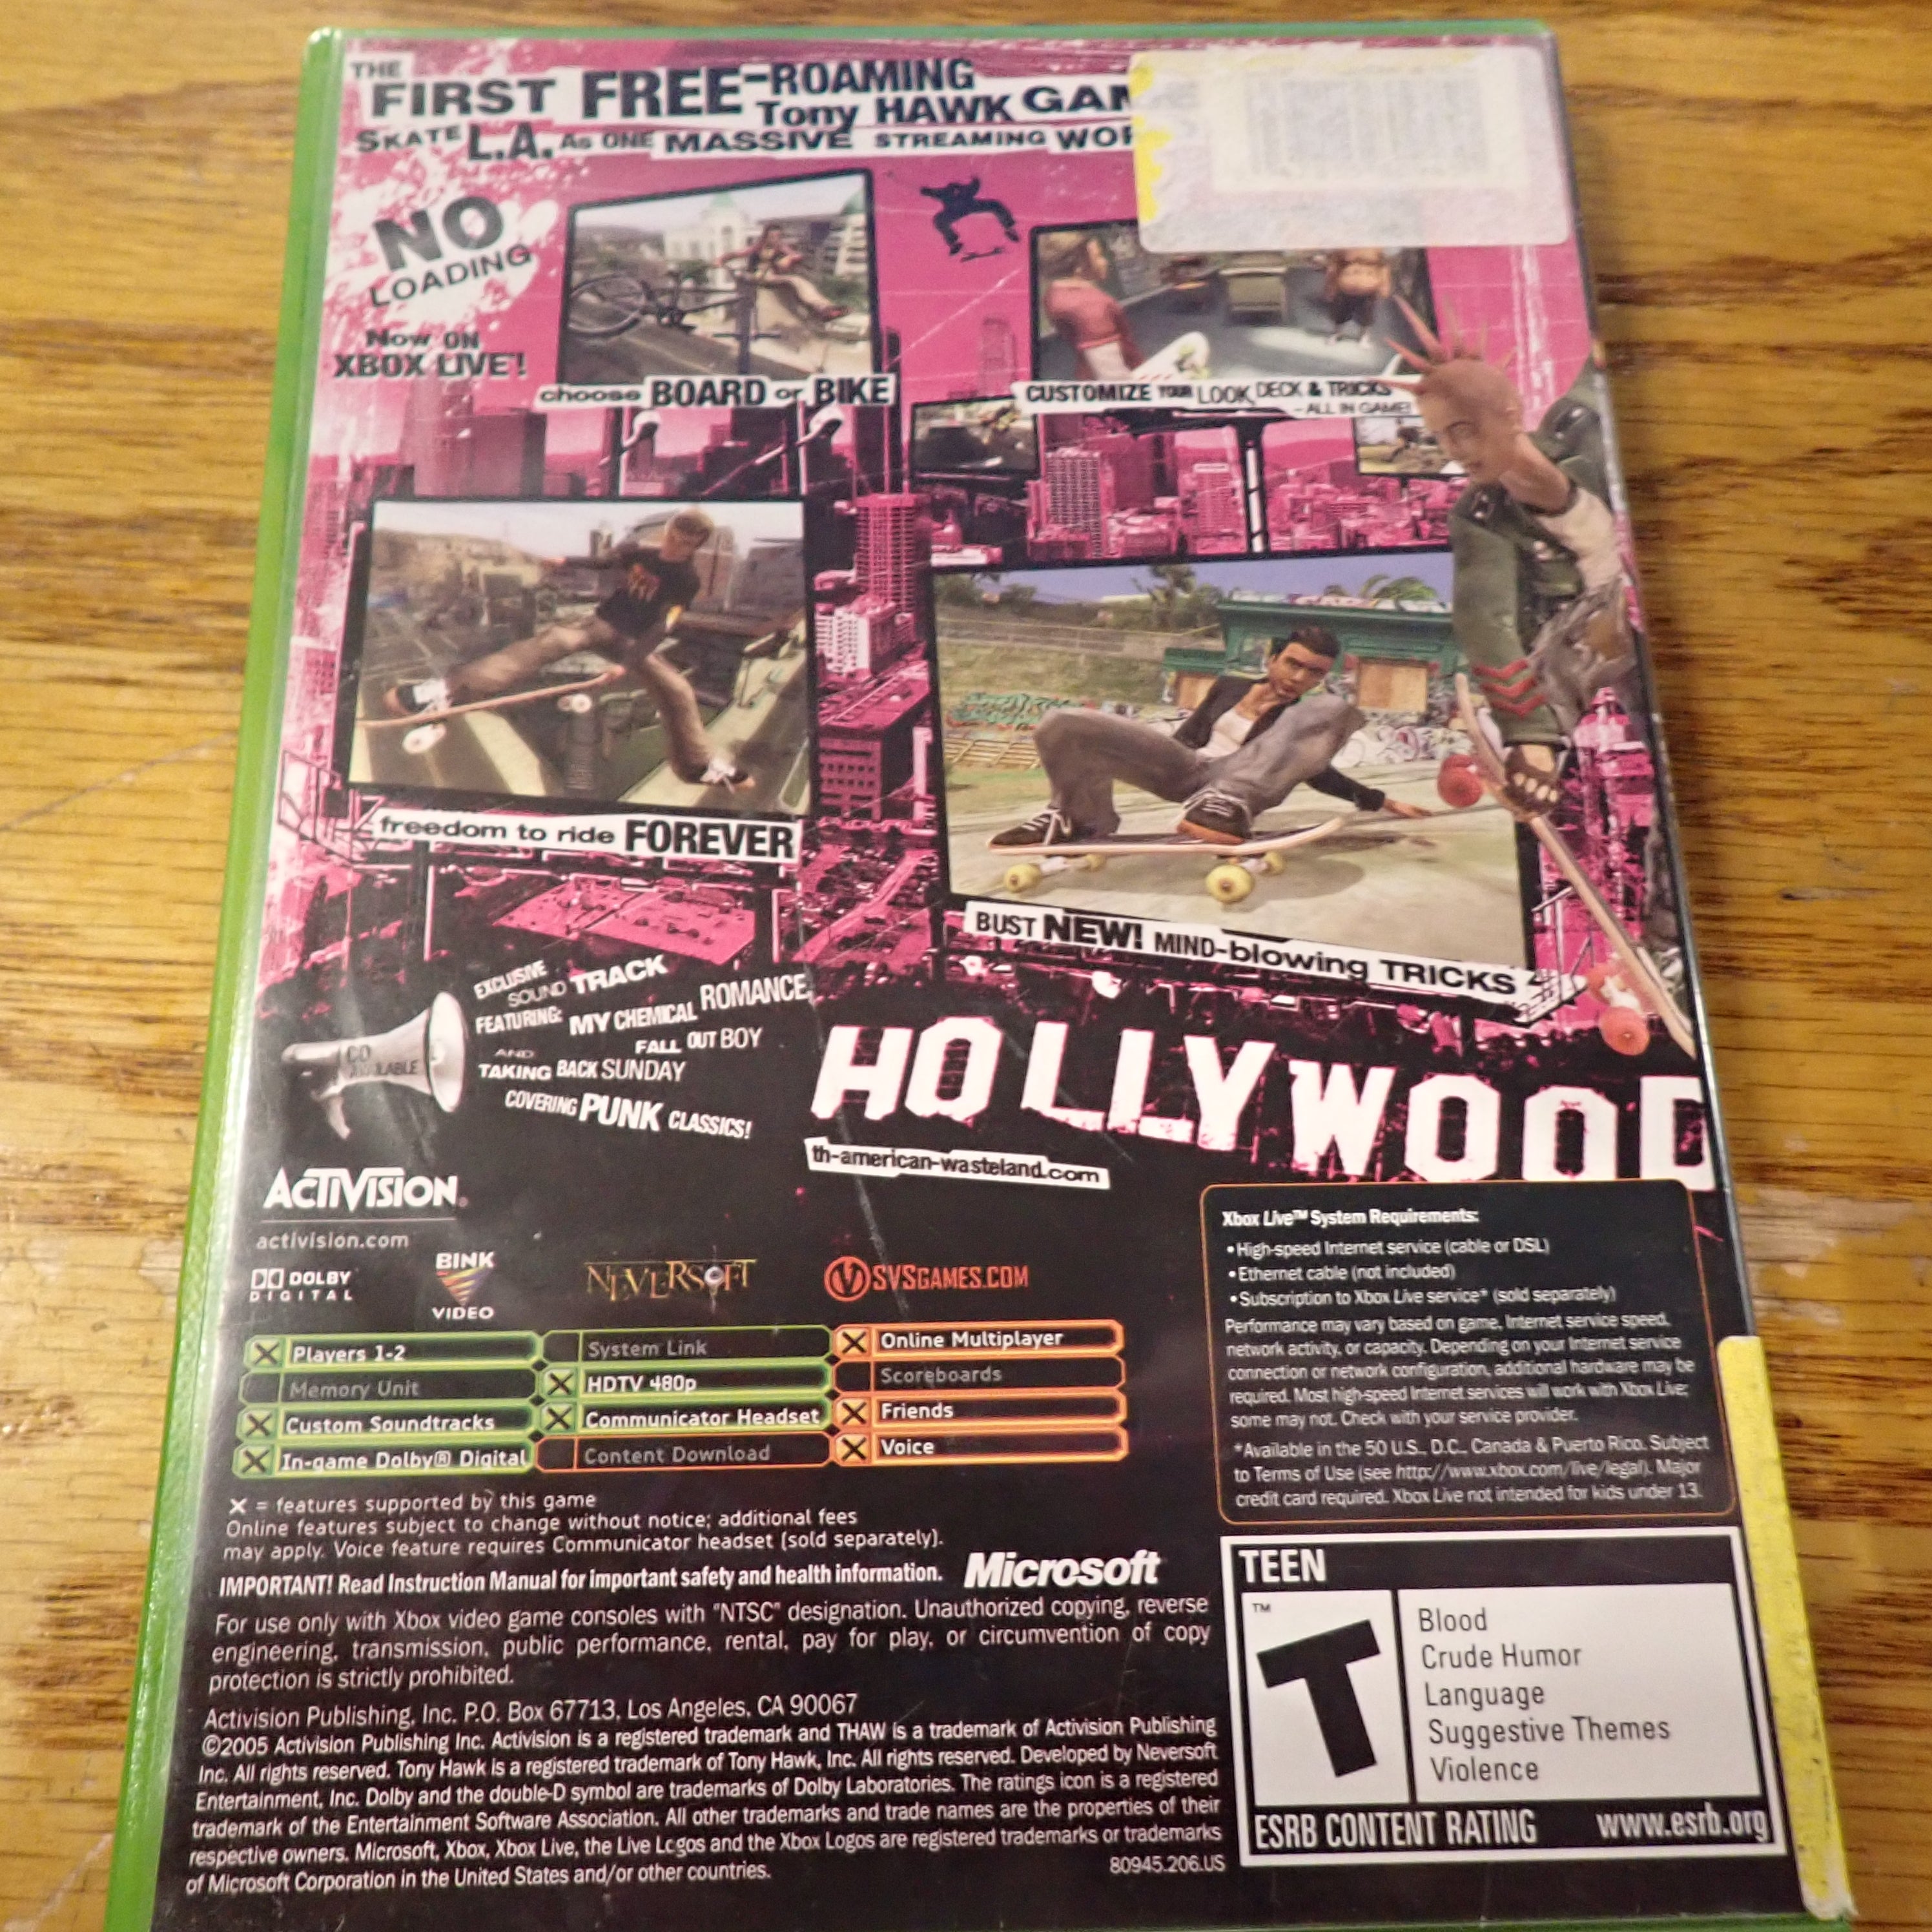 THE
FIRST FREE-ROAMING
Tony HAWK GAM
SKATE L.A. As ONE MASSIVE STREAMING WOR
NO
LOADING
Now ON
XBOX LIVE!
choose BOARD or BIKE
CUSTOMIZE YOUR LOOK DECK & TRICKS
-ALL IN GAME!
freedom to ride FOREVER
BUST NEW! MIND-blowing TRICKS
EXCLUSIVE
SOUND TRACK
FEATURING: MY CHEMICAL ROMANCE
FALL OUT BOY
AND
TAKING BACK SUNDAY
COVERING PUNK CLASSICS!
HOLLYWOOD
th-american-wasteland.com
ACTIVISION®
activision.com
DOLBY
DIGITAL
BINK
VIDEO
NEVERSOFT
SVSGAMES.COM
Players 1-2
Memory Unit
Custom Soundtracks
In-game Dolby® Digital
System Link
HDTV 480p
Communicator Headset
Content Download
Online Multiplayer
Scoreboards
Friends
Voice
X = features supported by this game
Online features subject to change without notice; additional fees
may apply. Voice feature requires Communicator headset (sold separately).
IMPORTANT! Read Instruction Manual for important safety and health information.
Microsoft
For use only with Xbox video game consoles with "NTSC" designation. Unauthorized copying, reverse
engineering, transmission, public performance, rental, pay for play, or circumvention of copy
protection is strictly prohibited.
Activision Publishing, Inc. P.O. Box 67713, Los Angeles, CA 90067
©2005 Activision Publishing Inc. Activision is a registered trademark and THAW is a trademark of Activision Publishing
Inc. All rights reserved. Tony Hawk is a registered trademark of Tony Hawk, Inc. All rights reserved. Developed by Neversoft
Entertainment, Inc. Dolby and the double-D symbol are trademarks of Dolby Laboratories. The ratings icon is a registered
trademark of the Entertainment Software Association. All other trademarks and trade names are the properties of their
respective owners. Microsoft, Xbox, Xbox Live, the Live Logos and the Xbox Logos are registered trademarks or trademarks
of Microsoft Corporation in the United States and/or other countries.
80945.206.US
Xbox Live™ System Requirements:
• High-speed Internet service (cable or DSL)
• Ethernet cable (not included)
• Subscription to Xbox Live service* (sold separately)
Performance may vary based on game, Internet service speed,
network activity, or capacity. Depending on your Internet service
connection or network configuration, additional hardware may be
required. Most high-speed Internet services will work with Xbox Live;
some may not. Check with your service provider.
*Available in the 50 U.S., D.C., Canada & Puerto Rico. Subject
to Terms of Use (see http://www.xbox.com/live/legal). Major
credit card required. Xbox Live not intended for kids under 13.
TEEN
T
™
Blood
Crude Humor
Language
Suggestive Themes
Violence
ESRB CONTENT RATING www.esrb.org